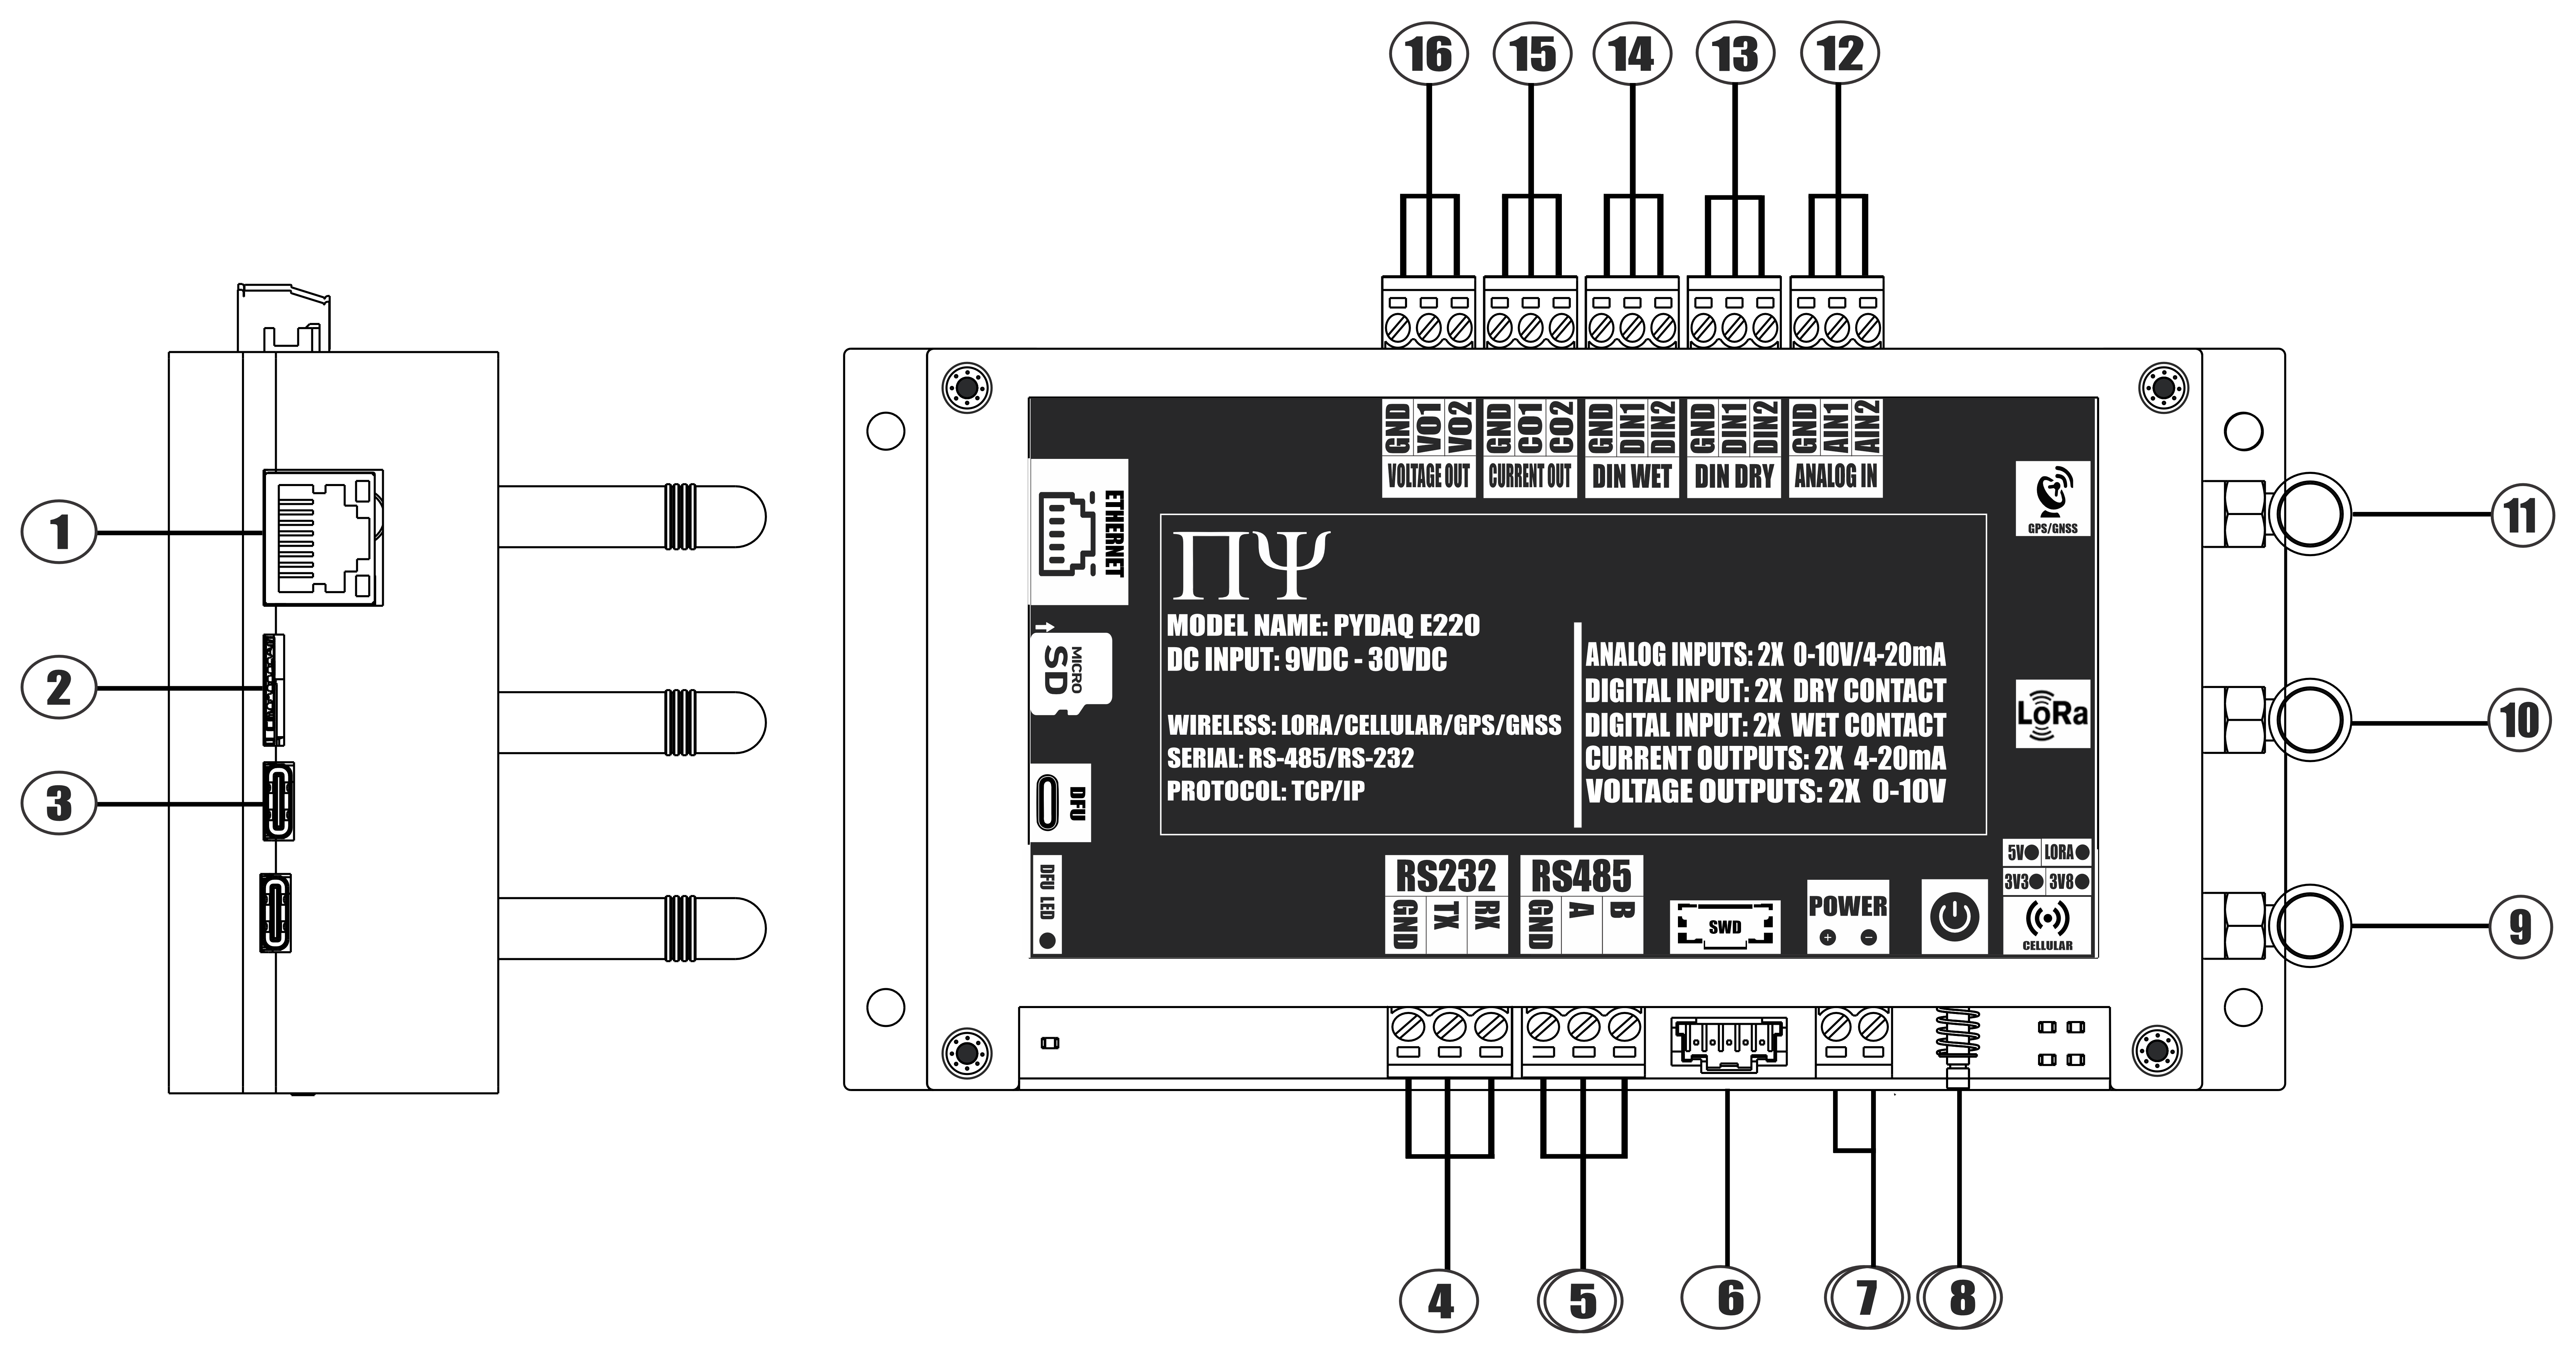 16 15 14 13 12
GND VO1 VO2
VOLTAGE OUT
GND CO1 CO2
CURRENT OUT
GND DIN1 DIN2
DIN WET
GND DIN1 DIN2
DIN DRY
GND AIN1 AIN2
ANALOG IN
1
2
3
ETHERNET
MICRO
SD
DFU
DFU LED
ΠΨ
MODEL NAME: PYDAQ E220
DC INPUT: 9VDC - 30VDC
WIRELESS: LORA/CELLULAR/GPS/GNSS
SERIAL: RS-485/RS-232
PROTOCOL: TCP/IP
ANALOG INPUTS: 2X 0-10V/4-20mA
DIGITAL INPUT: 2X DRY CONTACT
DIGITAL INPUT: 2X WET CONTACT
CURRENT OUTPUTS: 2X 4-20mA
VOLTAGE OUTPUTS: 2X 0-10V
GPS/GNSS
LoRa
5V LORA
3V3 3V8
CELLULAR
11
10
9
RS232
GND TX RX
RS485
GND A B
SWD
POWER
+ −
4 5 6 7 8